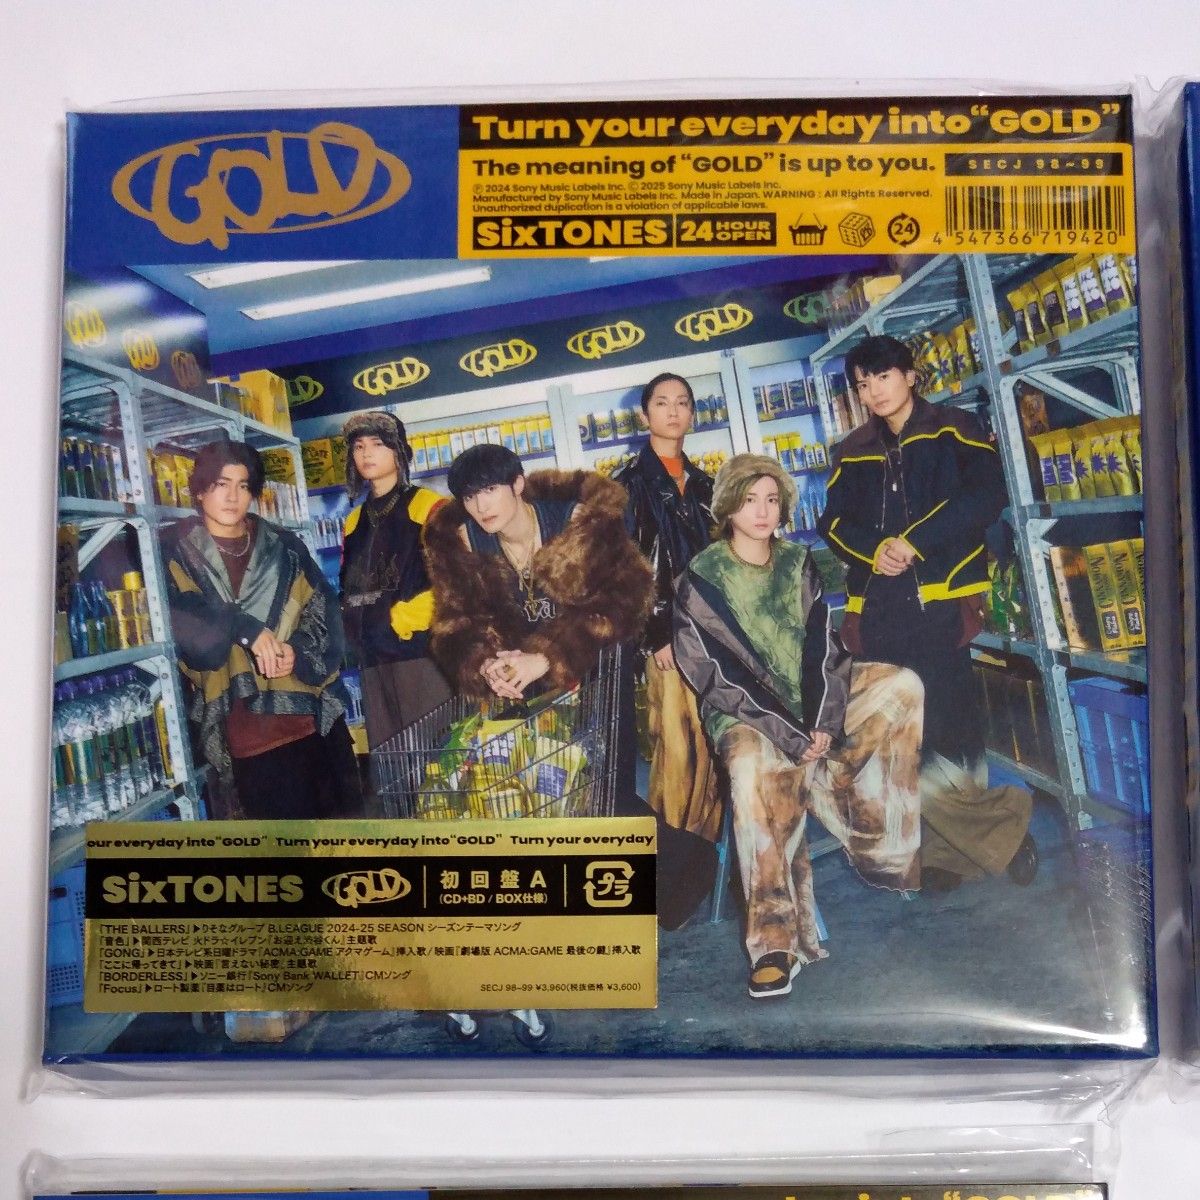 GOLD
Turn your everyday into “GOLD”
The meaning of “GOLD” is up to you.
SECJ 98~99
Ⓟ 2024 Sony Music Labels Inc. Ⓒ 2025 Sony Music Labels Inc.
Manufactured by Sony Music Labels Inc. Made in Japan. WARNING : All Rights Reserved.
Unauthorized duplication is a violation of applicable laws.
SixTONES
24 HOUR
OPEN
24
4 547366 719420
GOLD
GOLD
GOLD
GOLD
our everyday into “GOLD” Turn your everyday into “GOLD” Turn your everyday
SixTONES GOLD 初回盤A
(CD+BD / BOX仕様)
プラ
「THE BALLERS」▶りそなグループ B.LEAGUE 2024-25 SEASON シーズンテーマソング
「音色」▶関西テレビ 火ドラ☆イレブン『お迎え渋谷くん』主題歌
「GONG」▶日本テレビ系日曜ドラマ『ACMA:GAME アクマゲーム』挿入歌 / 映画『劇場版 ACMA:GAME 最後の鍵』挿入歌
「ここに帰ってきて」▶映画『言えない秘密』主題歌
「BORDERLESS」▶ソニー銀行『Sony Bank WALLET』CMソング
「Focus」▶ロート製薬『目薬はロート』CMソング
SECJ 98~99 ¥3,960(税抜価格 ¥3,600)